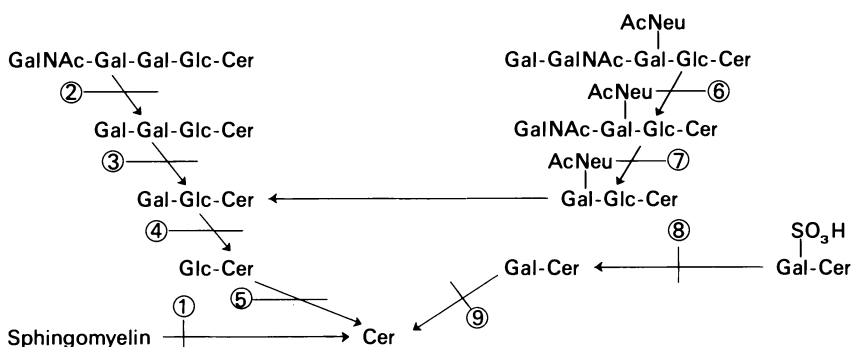 AcNeu
GalNAc-Gal-Gal-Glc-Cer
Gal-GalNAc-Gal-Glc-Cer
②
AcNeu
⑥
Gal-Gal-Glc-Cer
GalNAc-Gal-Glc-Cer
③
AcNeu
⑦
Gal-Glc-Cer
Gal-Glc-Cer
④
⑧
SO₃H
Glc-Cer
Gal-Cer
Gal-Cer
①
⑤
⑨
Sphingomyelin
Cer